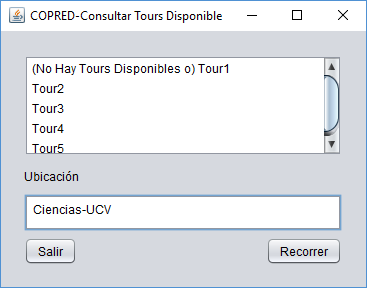 COPRED-Consultar Tours Disponible
(No Hay Tours Disponibles o) Tour1
Tour2
Tour3
Tour4
Tour5
Ubicación
Ciencias-UCV
Salir
Recorrer